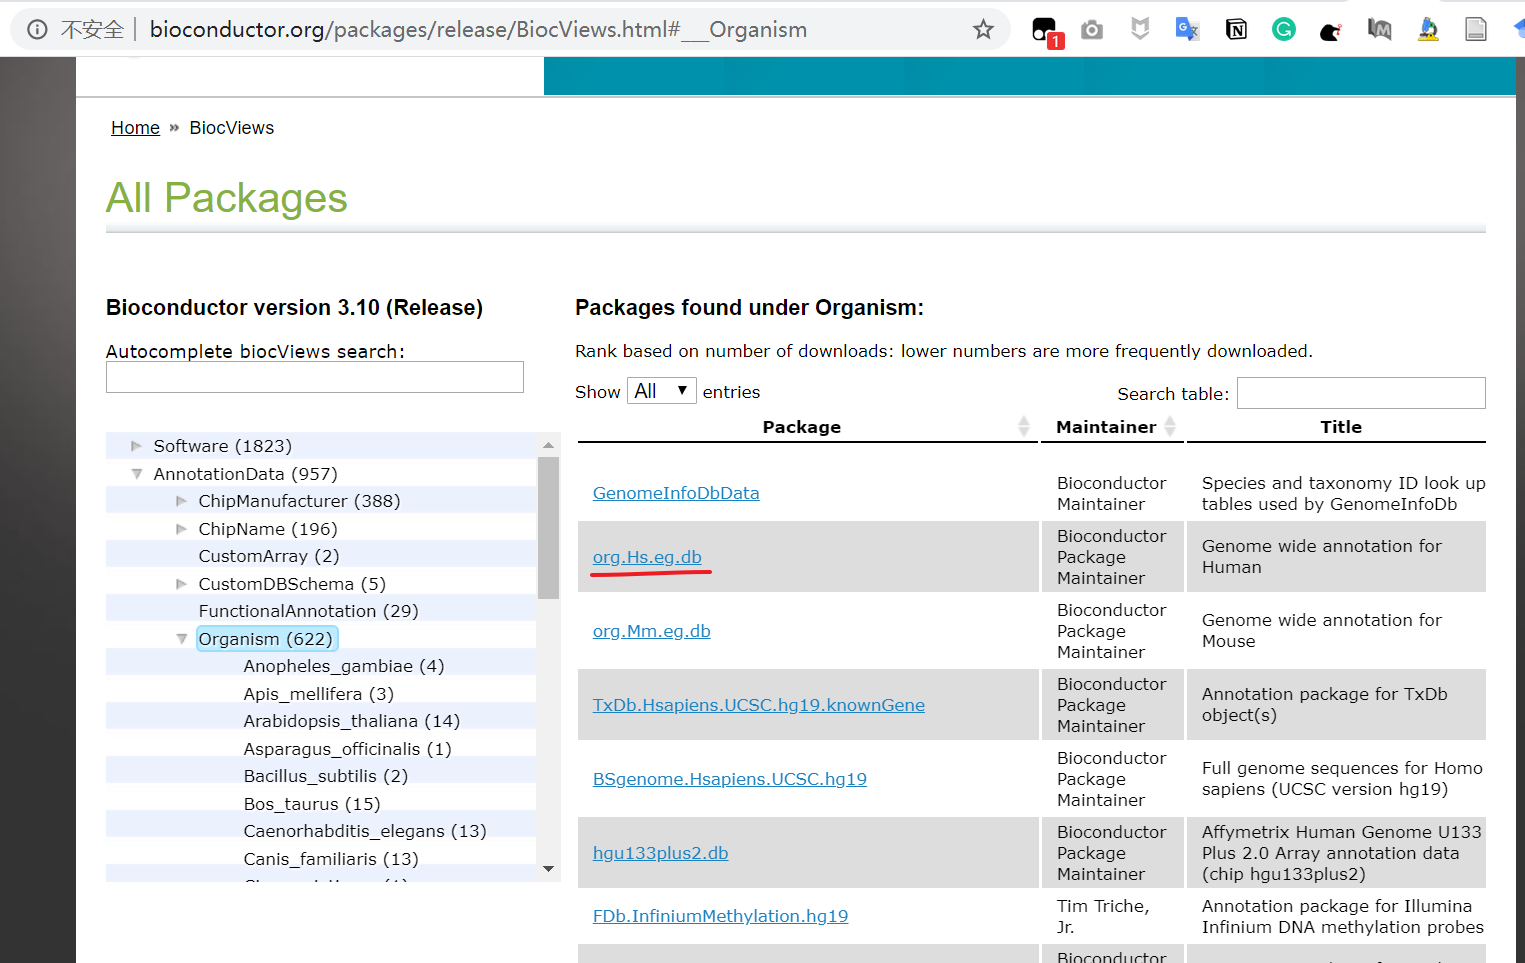 不安全 bioconductor.org/packages/release/BiocViews.html#___Organism
1
Home » BiocViews
All Packages
Bioconductor version 3.10 (Release)
Autocomplete biocViews search:
Software (1823)
AnnotationData (957)
ChipManufacturer (388)
ChipName (196)
CustomArray (2)
CustomDBSchema (5)
FunctionalAnnotation (29)
Organism (622)
Anopheles_gambiae (4)
Apis_mellifera (3)
Arabidopsis_thaliana (14)
Asparagus_officinalis (1)
Bacillus_subtilis (2)
Bos_taurus (15)
Caenorhabditis_elegans (13)
Canis_familiaris (13)
Packages found under Organism:
Rank based on number of downloads: lower numbers are more frequently downloaded.
Show All entries
Search table:
Package Maintainer Title
GenomeInfoDbData
Bioconductor
Maintainer
Species and taxonomy ID look up
tables used by GenomeInfoDb
org.Hs.eg.db
Bioconductor
Package
Maintainer
Genome wide annotation for
Human
org.Mm.eg.db
Bioconductor
Package
Maintainer
Genome wide annotation for
Mouse
TxDb.Hsapiens.UCSC.hg19.knownGene
Bioconductor
Package
Maintainer
Annotation package for TxDb
object(s)
BSgenome.Hsapiens.UCSC.hg19
Bioconductor
Package
Maintainer
Full genome sequences for Homo
sapiens (UCSC version hg19)
hgu133plus2.db
Bioconductor
Package
Maintainer
Affymetrix Human Genome U133
Plus 2.0 Array annotation data
(chip hgu133plus2)
FDb.InfiniumMethylation.hg19
Tim Triche,
Jr.
Annotation package for Illumina
Infinium DNA methylation probes
Bioconductor